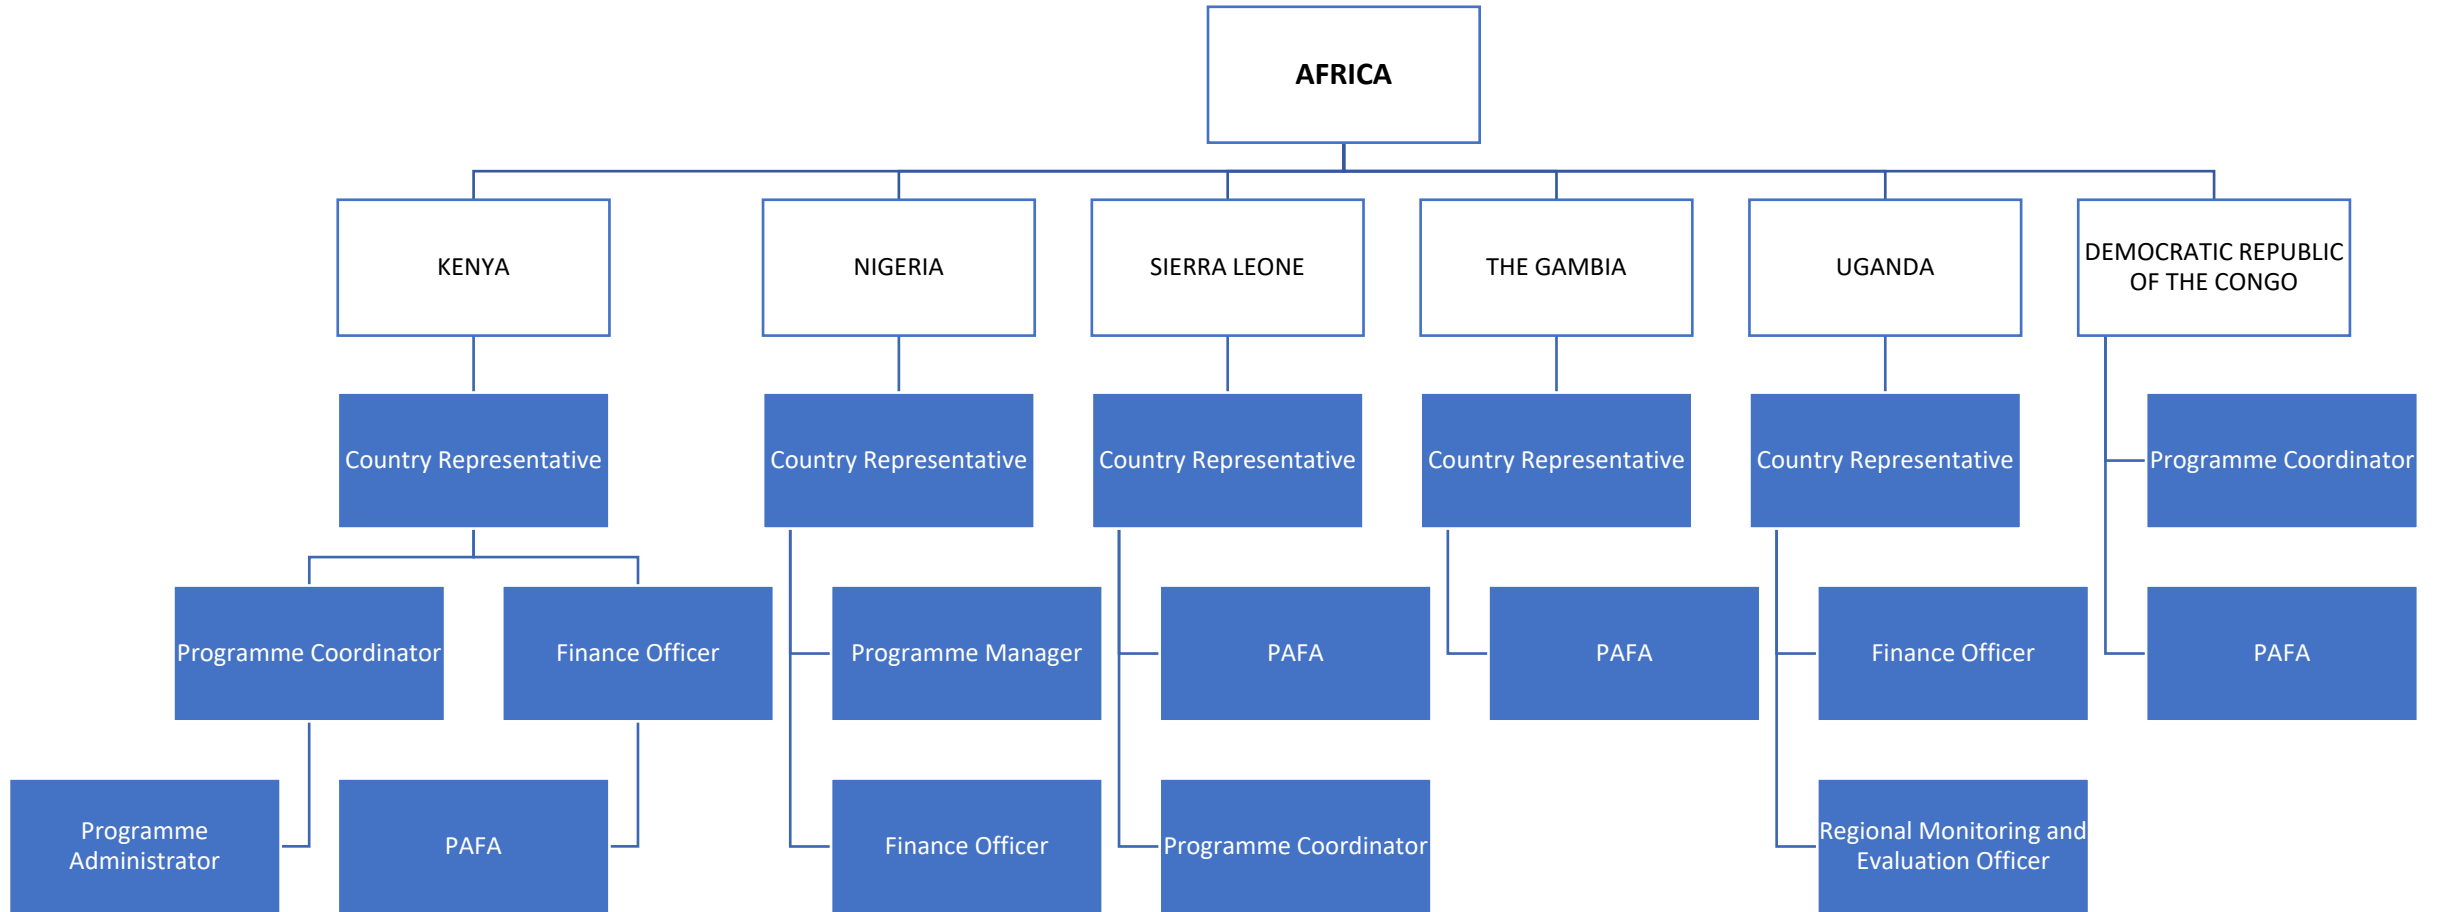 AFRICA
KENYA
NIGERIA
SIERRA LEONE
THE GAMBIA
UGANDA
DEMOCRATIC REPUBLIC
OF THE CONGO
Country Representative
Country Representative
Country Representative
Country Representative
Country Representative
Programme Coordinator
Programme Coordinator
Finance Officer
Programme Manager
PAFA
PAFA
Finance Officer
PAFA
Programme
Administrator
PAFA
Finance Officer
Programme Coordinator
Regional Monitoring and
Evaluation Officer